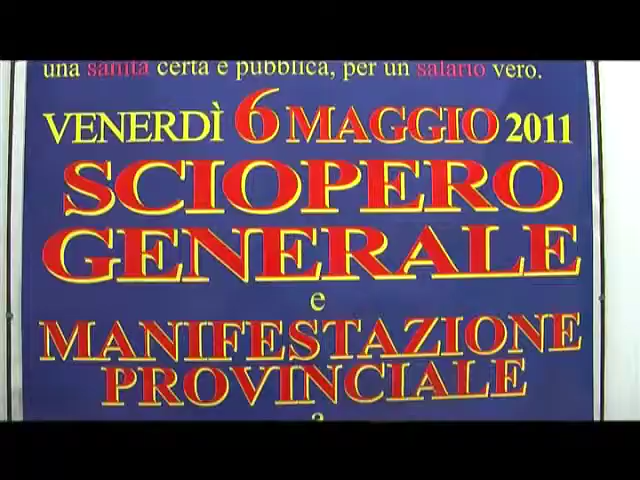 una sanità certa e pubblica, per un salario vero.
VENERDÌ 6 MAGGIO 2011
SCIOPERO
GENERALE
e
MANIFESTAZIONE
PROVINCIALE
a